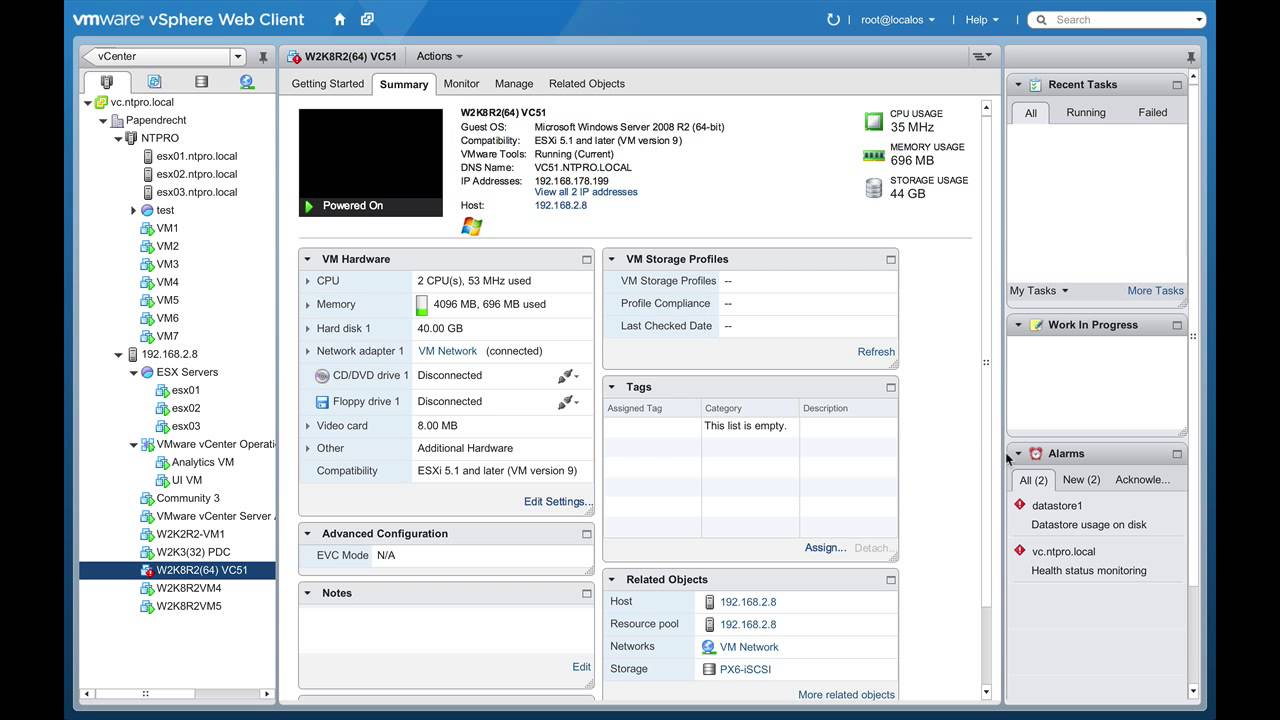 vmware® vSphere Web Client
root@localos
Help
Search
vCenter
vc.ntpro.local
Papendrecht
NTPRO
esx01.ntpro.local
esx02.ntpro.local
esx03.ntpro.local
test
VM1
VM2
VM3
VM4
VM5
VM6
VM7
192.168.2.8
ESX Servers
esx01
esx02
esx03
VMware vCenter Operati
Analytics VM
UI VM
Community 3
VMware vCenter Server
W2K2R2-VM1
W2K3(32) PDC
W2K8R2(64) VC51
W2K8R2VM4
W2K8R2VM5
W2K8R2(64) VC51
Actions
Getting Started Summary Monitor Manage Related Objects
Powered On
W2K8R2(64) VC51
Guest OS: Microsoft Windows Server 2008 R2 (64-bit)
Compatibility: ESXi 5.1 and later (VM version 9)
VMware Tools: Running (Current)
DNS Name: VC51.NTPRO.LOCAL
IP Addresses: 192.168.178.199
View all 2 IP addresses
Host: 192.168.2.8
CPU USAGE
35 MHz
MEMORY USAGE
696 MB
STORAGE USAGE
44 GB
VM Hardware
CPU 2 CPU(s), 53 MHz used
Memory 4096 MB, 696 MB used
Hard disk 1 40.00 GB
Network adapter 1 VM Network (connected)
CD/DVD drive 1 Disconnected
Floppy drive 1 Disconnected
Video card 8.00 MB
Other Additional Hardware
Compatibility ESXi 5.1 and later (VM version 9)
Edit Settings...
Advanced Configuration
EVC Mode N/A
Notes
Edit
VM Storage Profiles
VM Storage Profiles --
Profile Compliance --
Last Checked Date --
Refresh
Tags
Assigned Tag Category Description
This list is empty.
Assign... Detach...
Related Objects
Host 192.168.2.8
Resource pool 192.168.2.8
Networks VM Network
Storage PX6-iSCSI
More related objects
Recent Tasks
All Running Failed
My Tasks More Tasks
Work In Progress
Alarms
All (2) New (2) Acknowle...
datastore1
Datastore usage on disk
vc.ntpro.local
Health status monitoring